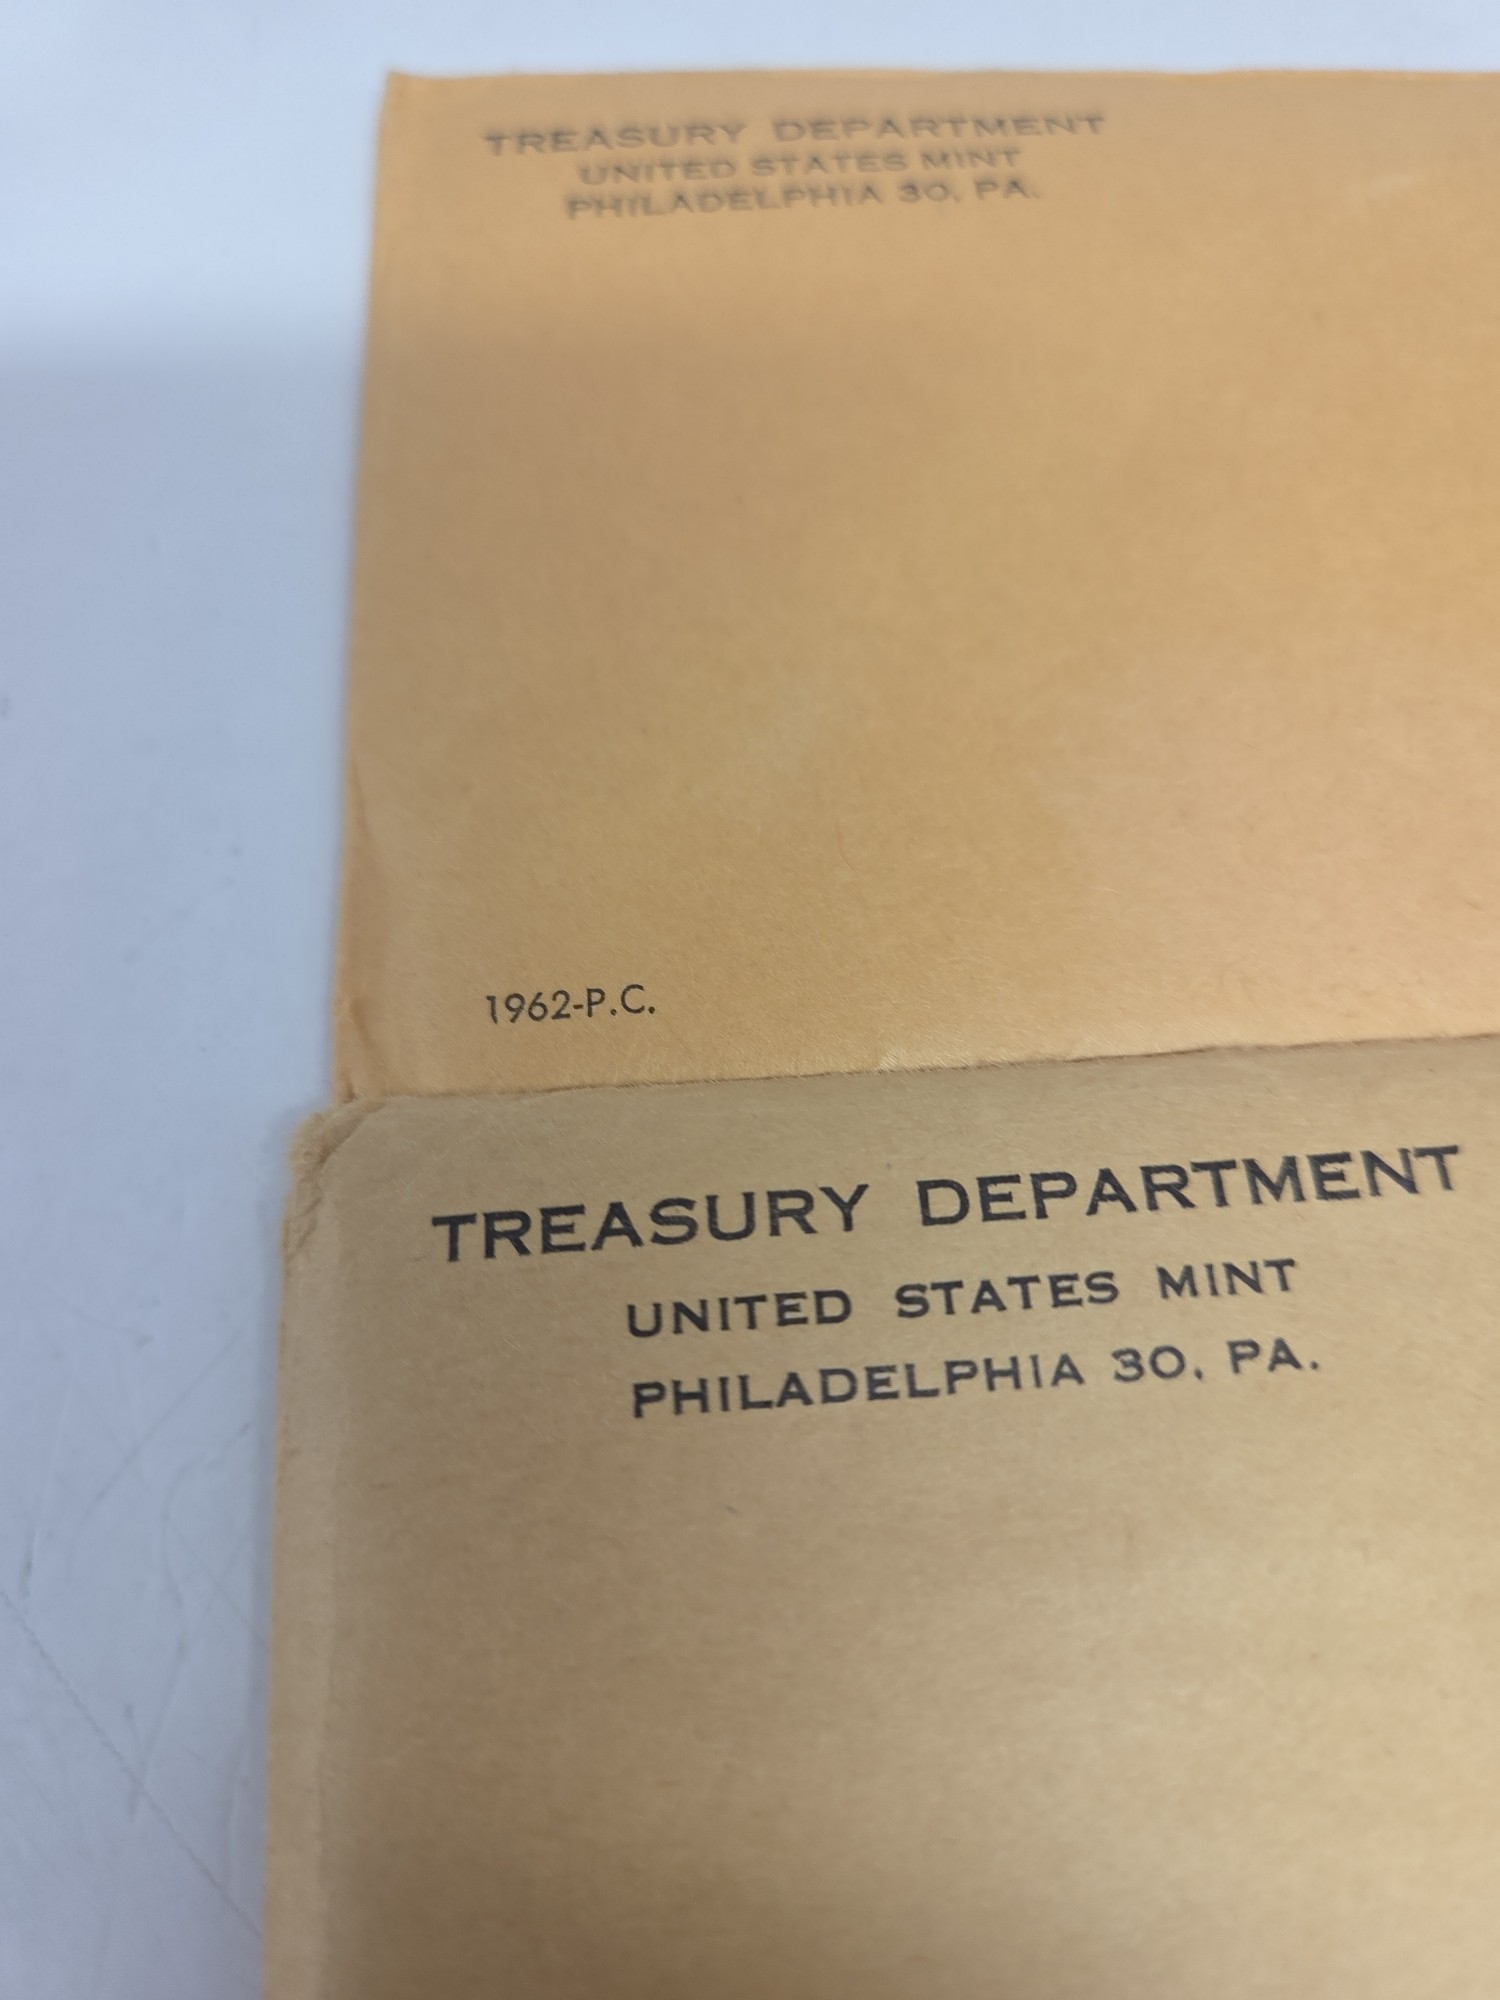 TREASURY DEPARTMENT
UNITED STATES MINT
PHILADELPHIA 30, PA.
1962-P.C.
TREASURY DEPARTMENT
UNITED STATES MINT
PHILADELPHIA 30, PA.